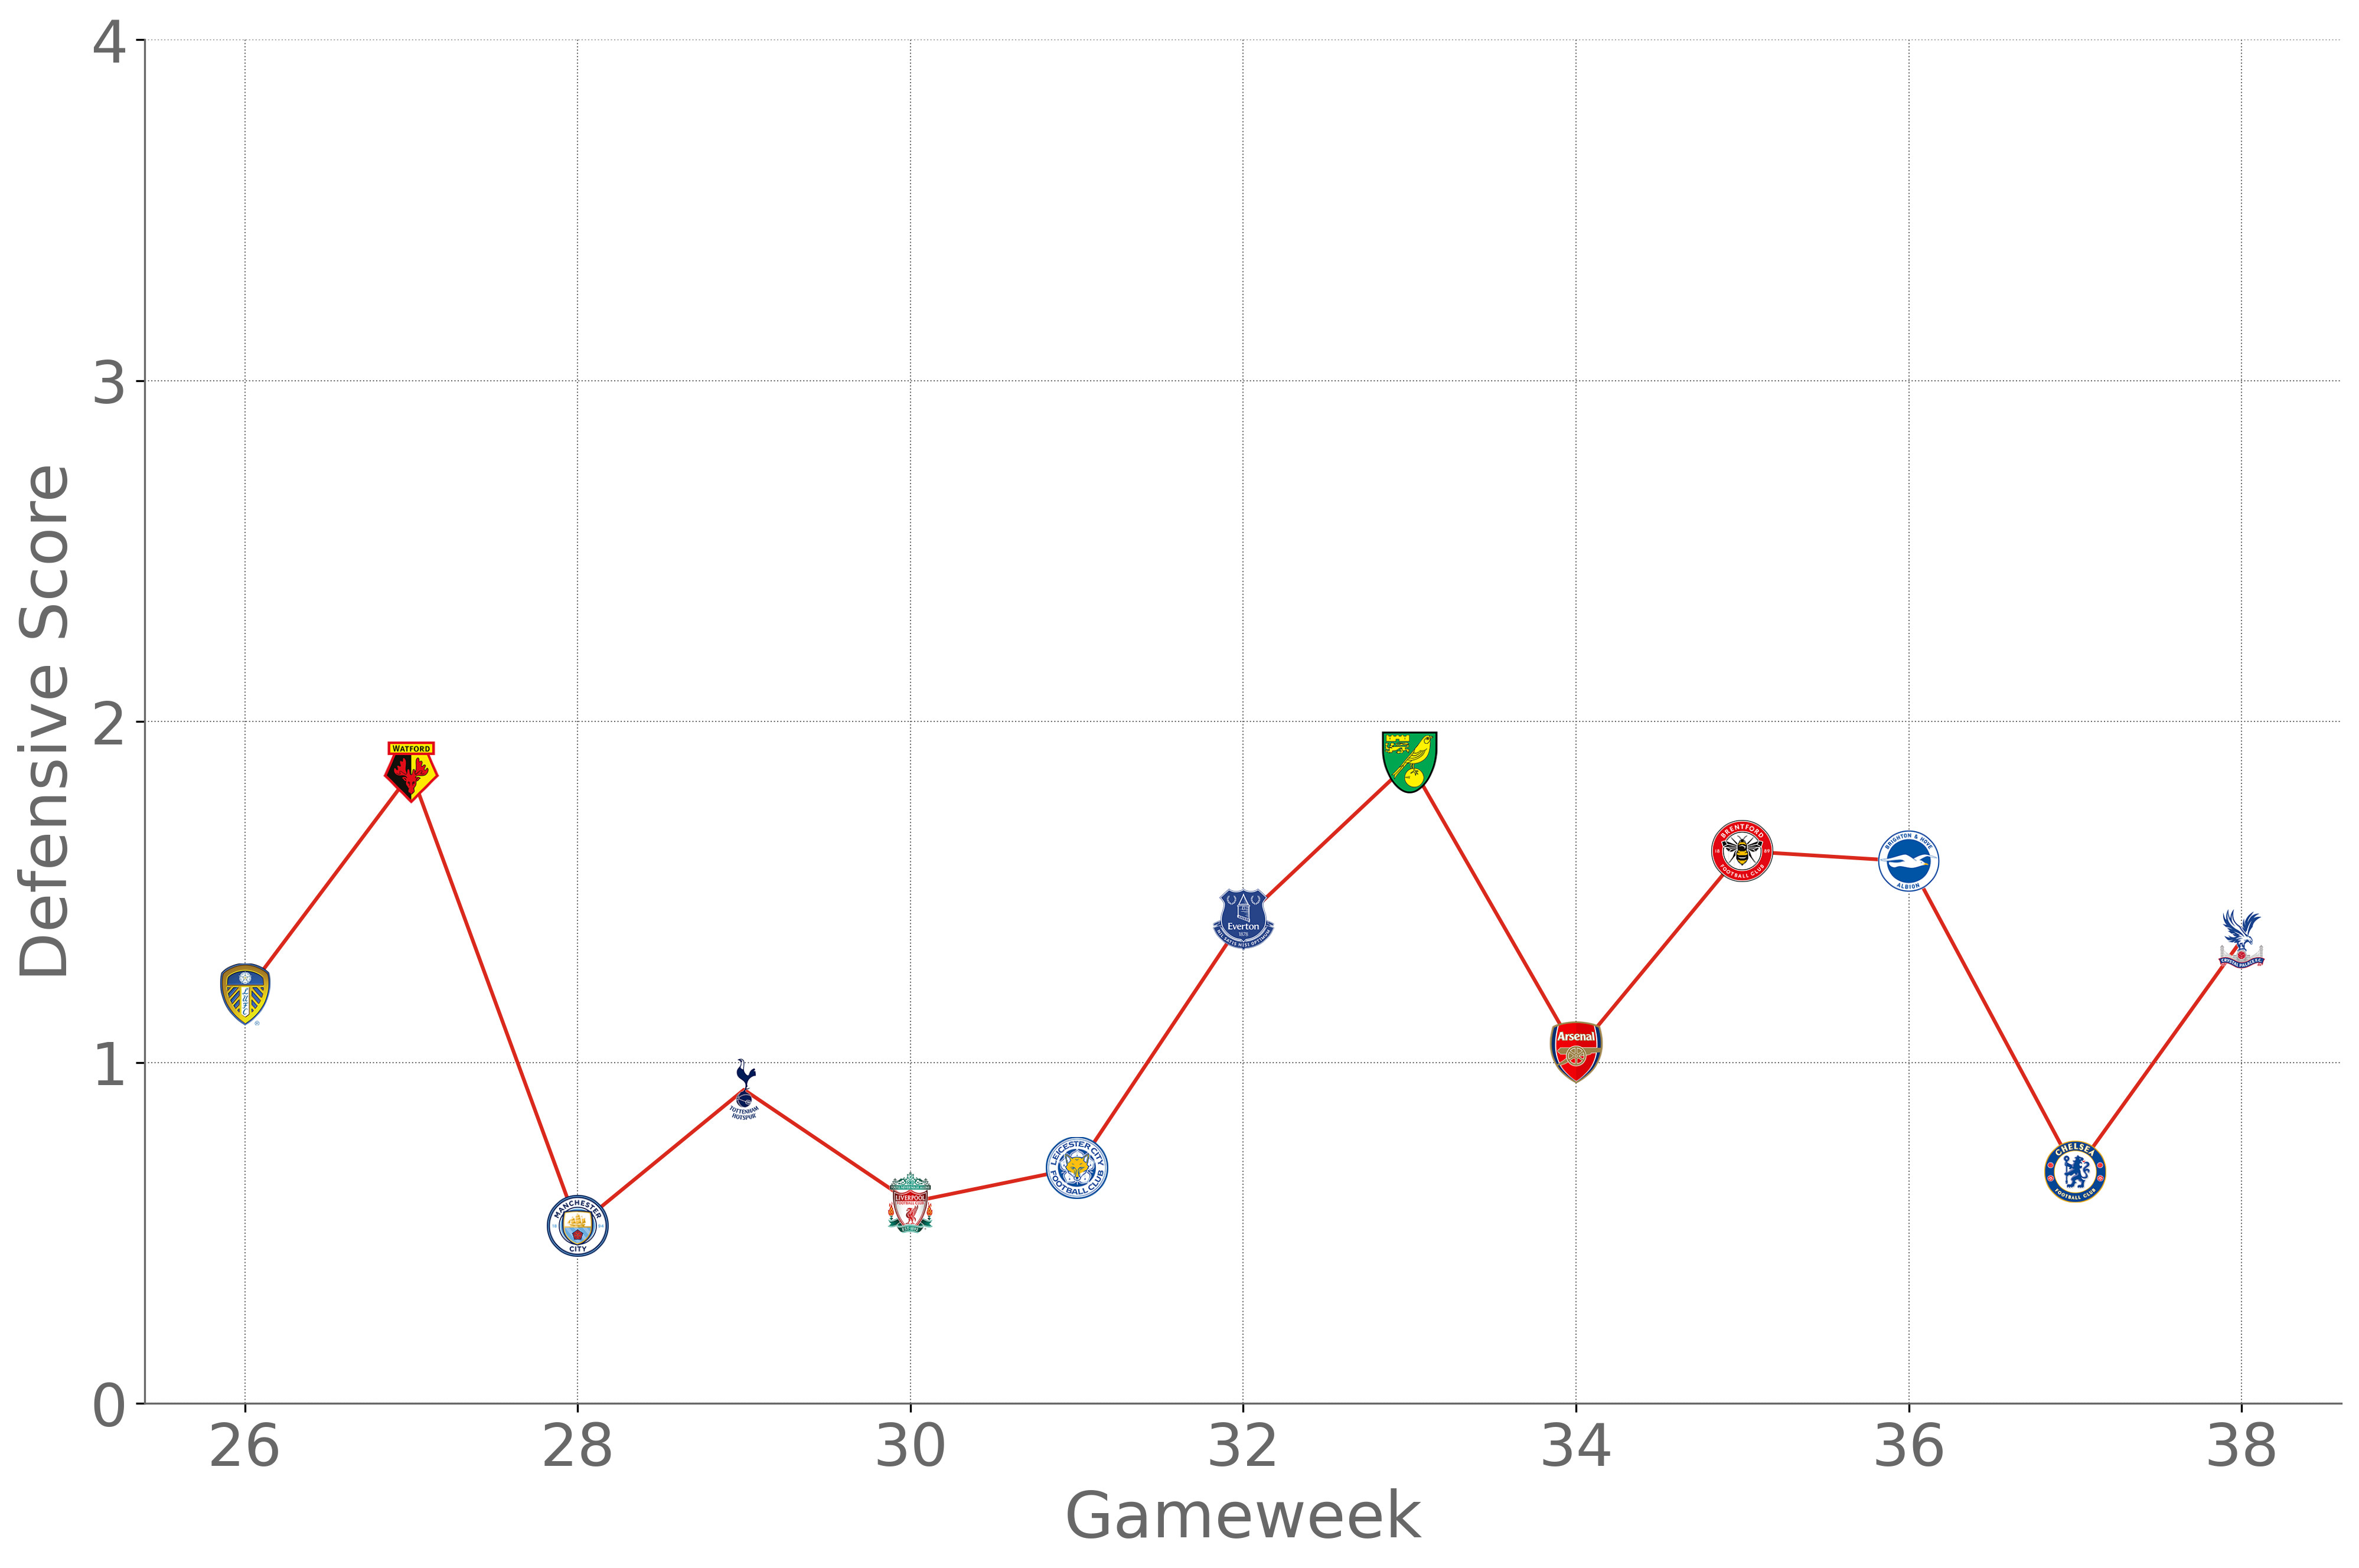 4
3
2
1
0
Defensive Score
WATFORD
Everton
1878
BRENTFORD
FOOTBALL CLUB
BRIGHTON & HOVE
ALBION
Arsenal
TOTTENHAM
HOTSPUR
LEICESTER CITY
FOOTBALL CLUB
CHELSEA
FOOTBALL CLUB
LIVERPOOL
MANCHESTER
CITY
26 28 30 32 34 36 38
Gameweek